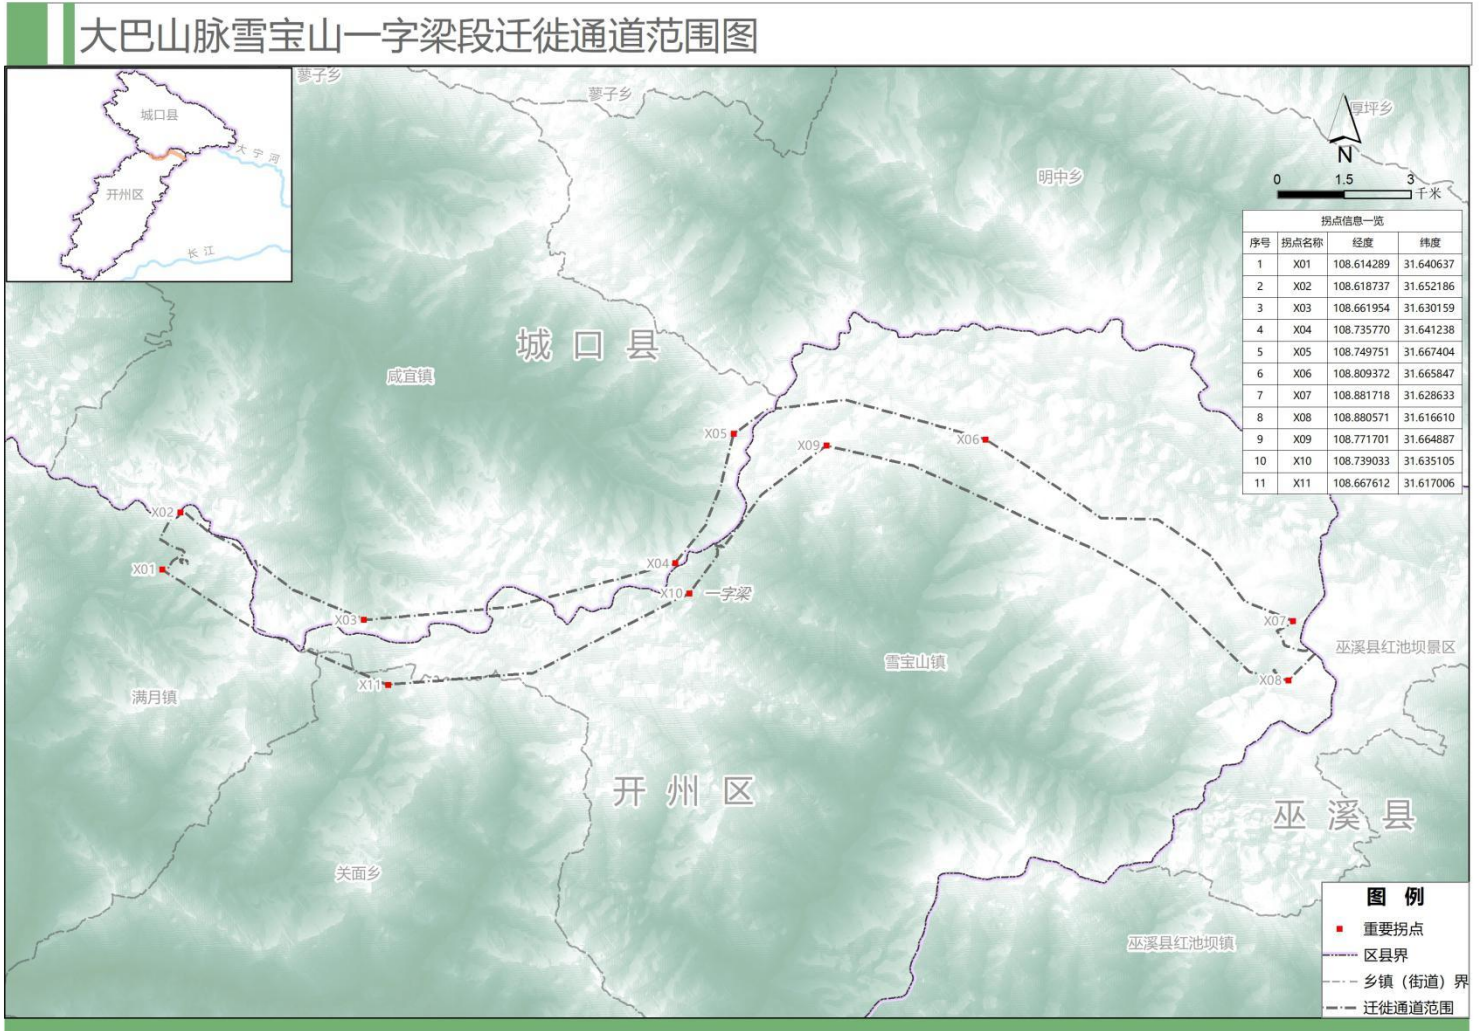 大巴山脉雪宝山一字梁段迁徙通道范围图
蓼子乡
蓼子乡
厚坪乡
城口县
大宁河
开州区
长江
明中乡
N
0 1.5 3
千米
拐点信息一览
序号 拐点名称 经度 纬度
1 X01 108.614289 31.640637
2 X02 108.618737 31.652186
3 X03 108.661954 31.630159
4 X04 108.735770 31.641238
5 X05 108.749751 31.667404
6 X06 108.809372 31.665847
7 X07 108.881718 31.628633
8 X08 108.880571 31.616610
9 X09 108.771701 31.664887
10 X10 108.739033 31.635105
11 X11 108.667612 31.617006
城口县
咸宜镇
X05
X09
X06
X02
X04
X01
X10
一字梁
X03
X07
巫溪县红池坝景区
雪宝山镇
X08
X11
满月镇
开州区
巫溪县
关面乡
巫溪县红池坝镇
图 例
重要拐点
区县界
乡镇（街道）界
迁徙通道范围